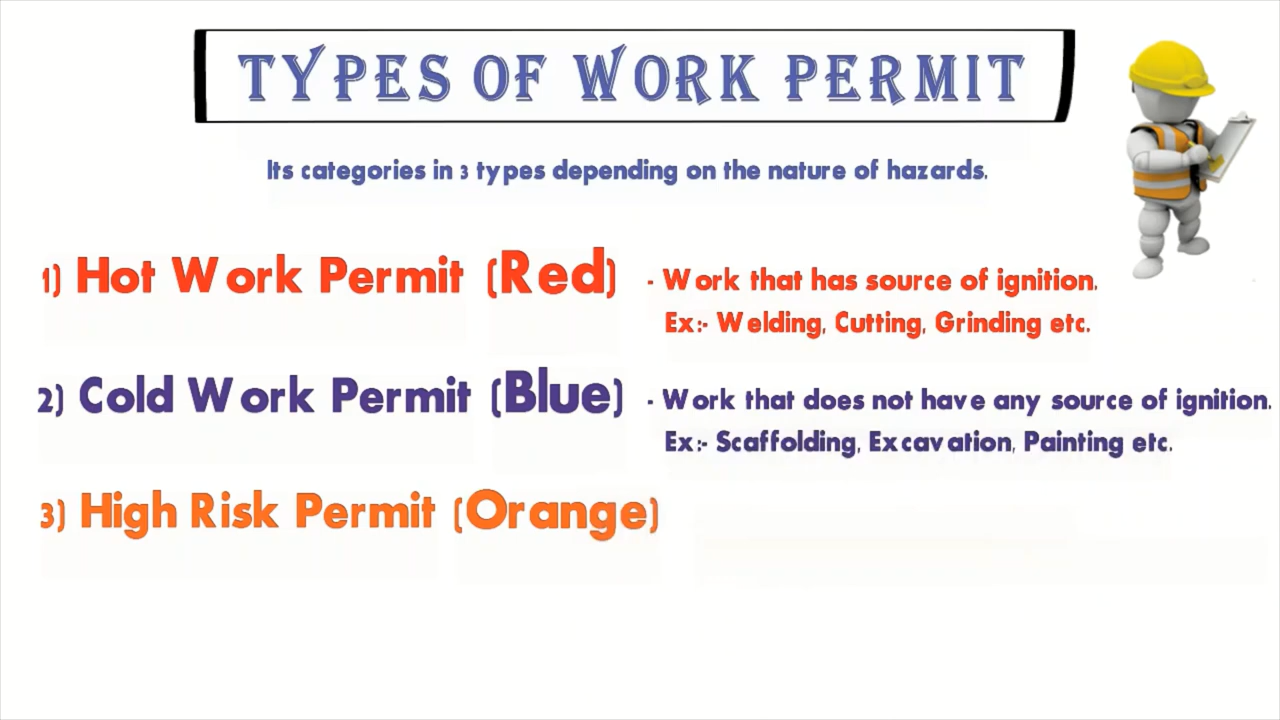 TYPES OF WORK PERMIT
Its categories in 3 types depending on the nature of hazards.
1) Hot Work Permit (Red) - Work that has source of ignition.
Ex:- Welding, Cutting, Grinding etc.
2) Cold Work Permit (Blue) - Work that does not have any source of ignition.
Ex:- Scaffolding, Excavation, Painting etc.
3) High Risk Permit (Orange)